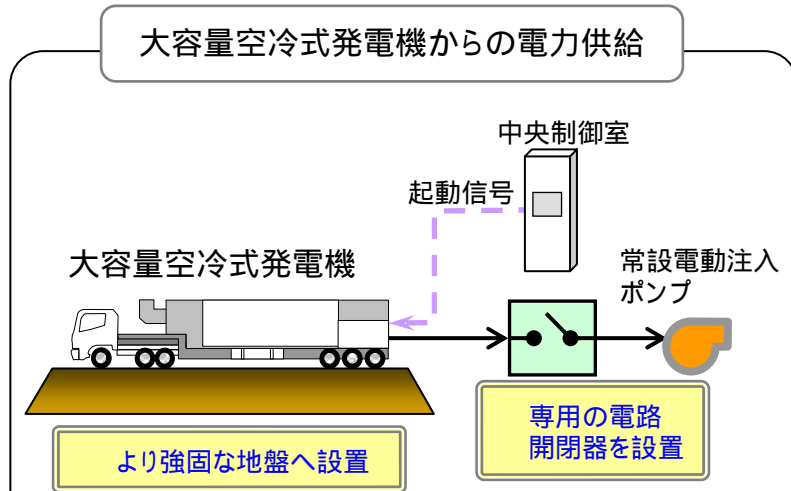 大容量空冷式発電機からの電力供給
中央制御室
起動信号
大容量空冷式発電機
常設電動注入
ポンプ
専用の電路
開閉器を設置
より強固な地盤へ設置